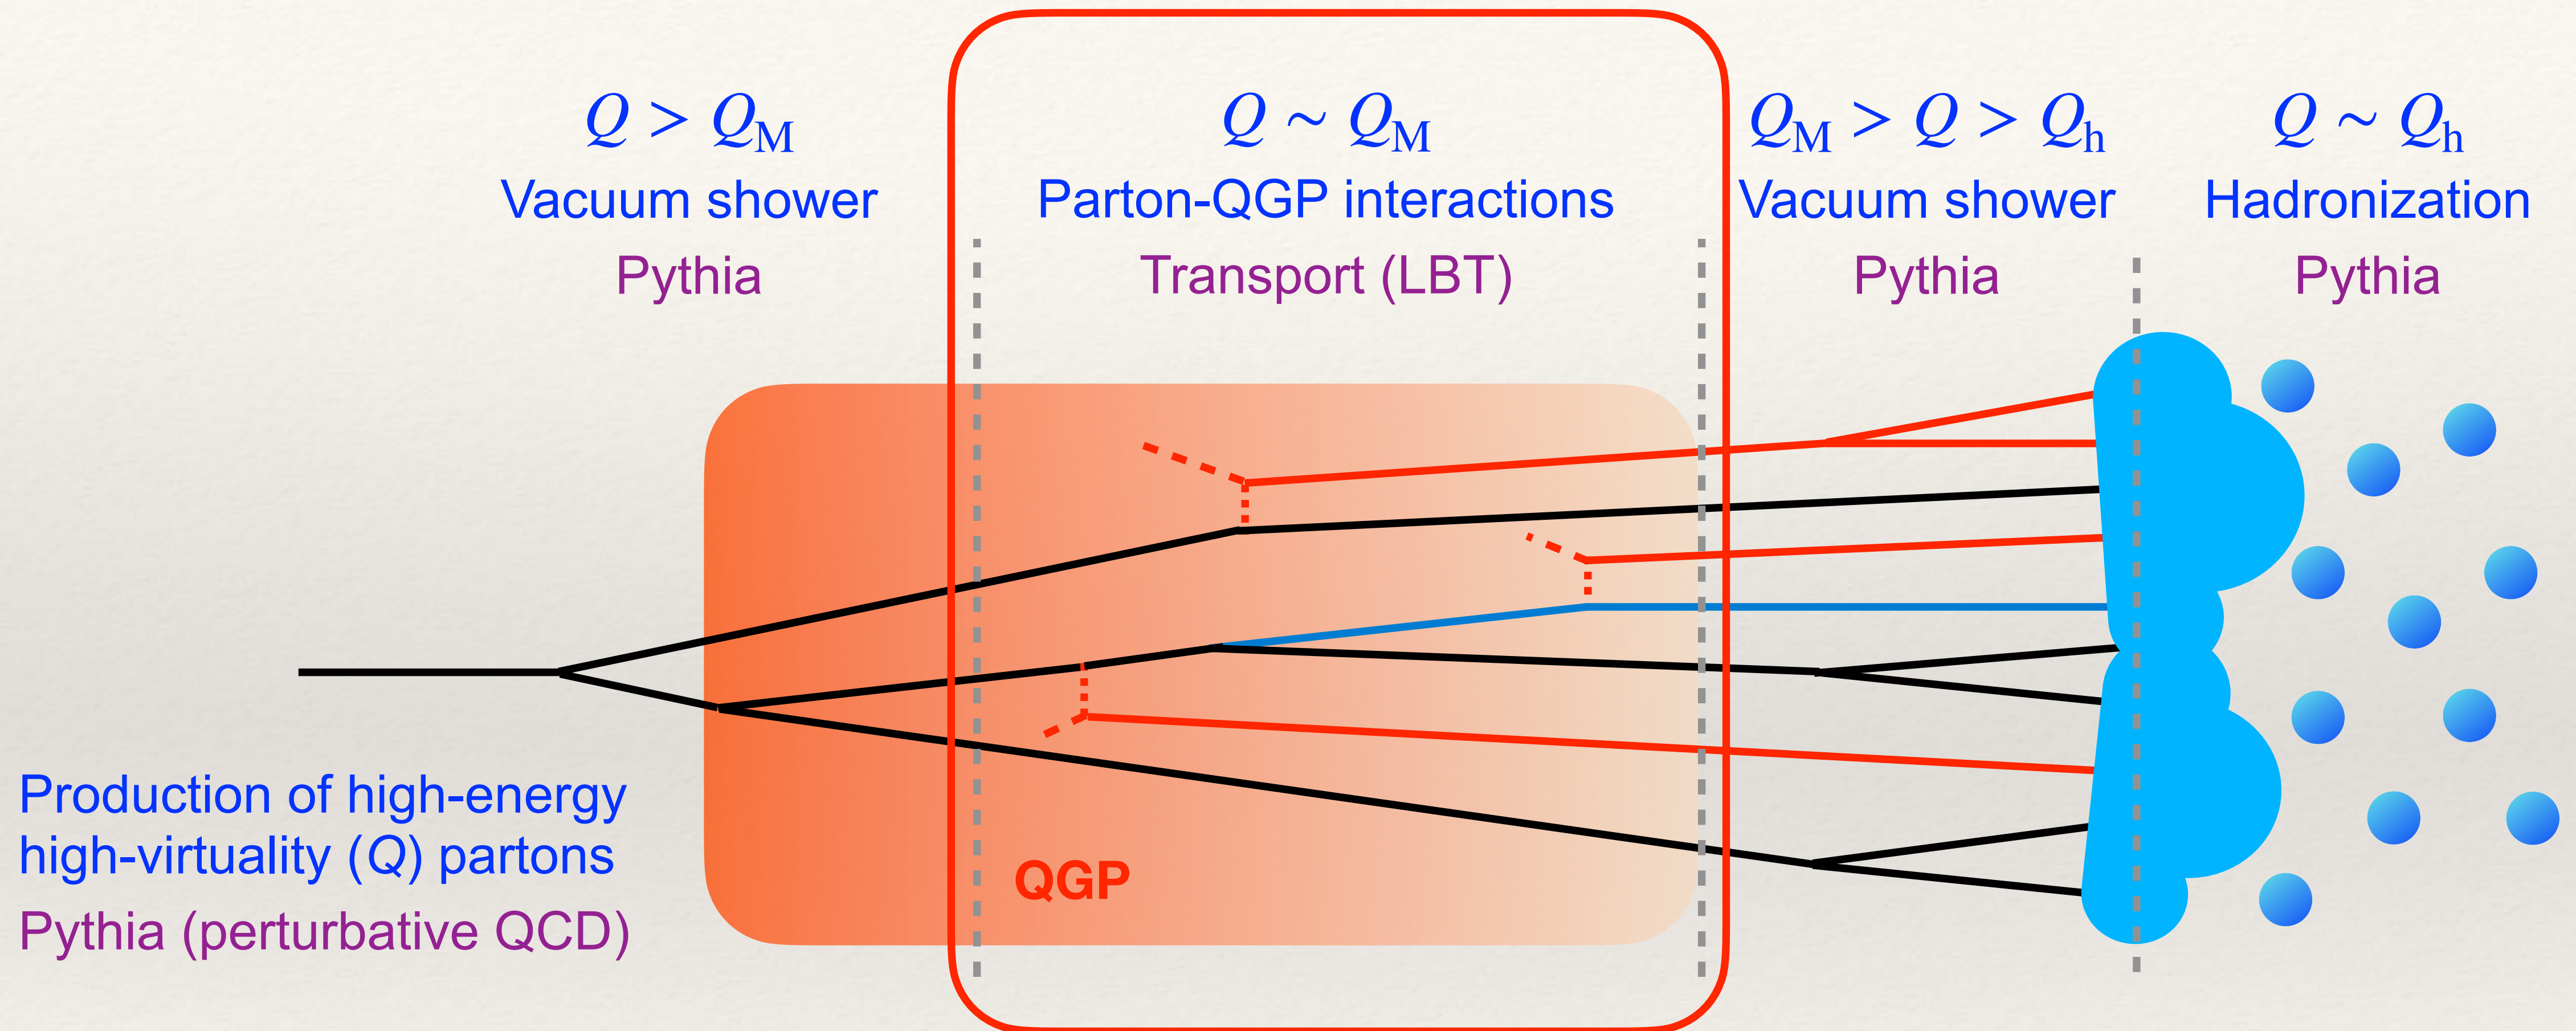 Q > Q_M
Vacuum shower
Pythia
Q ~ Q_M
Parton-QGP interactions
Transport (LBT)
Q_M > Q > Q_h
Vacuum shower
Pythia
Q ~ Q_h
Hadronization
Pythia
Production of high-energy
high-virtuality (Q) partons
Pythia (perturbative QCD)
QGP